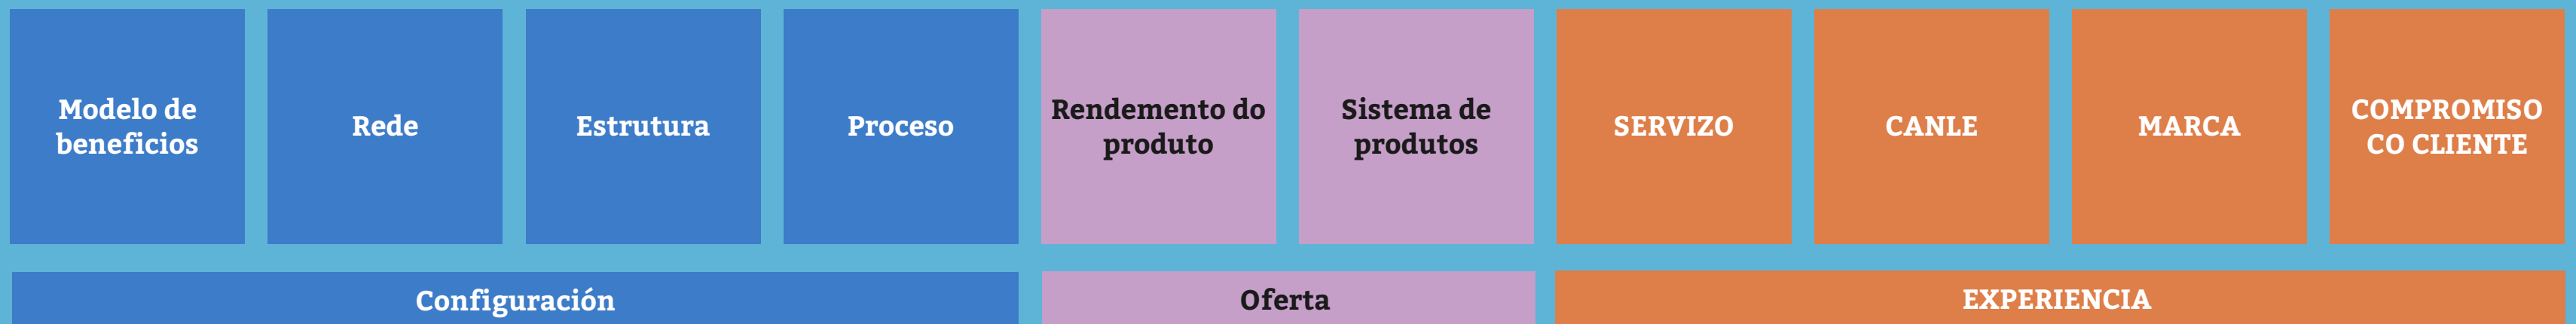 Modelo de
beneficios
Rede
Estrutura
Proceso
Rendemento do
produto
Sistema de
produtos
SERVIZO
CANLE
MARCA
COMPROMISO
CO CLIENTE
Configuración
Oferta
EXPERIENCIA